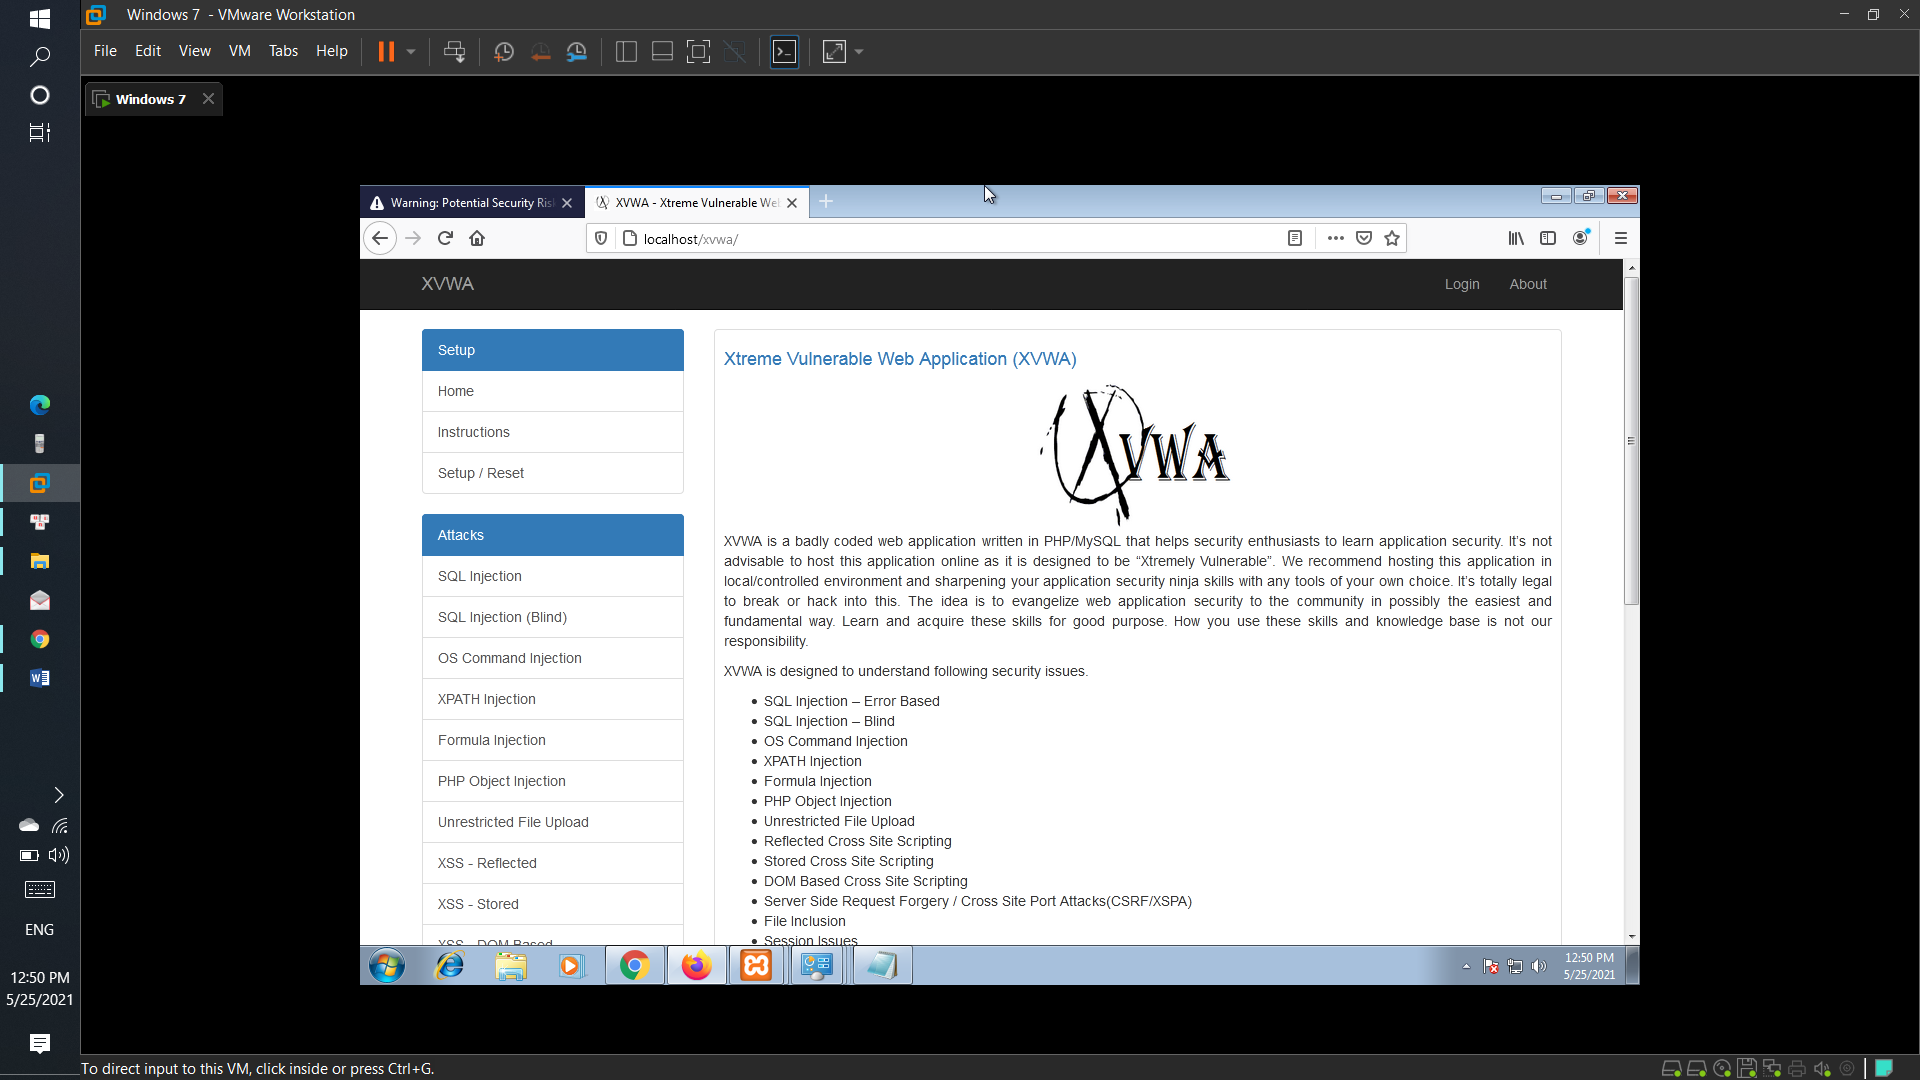 Windows 7 - VMware Workstation
File Edit View VM Tabs Help
Windows 7
Warning: Potential Security Ris
XVWA - Xtreme Vulnerable We
localhost/xvwa/
XVWA
Login About
Setup
Home
Instructions
Setup / Reset
Attacks
SQL Injection
SQL Injection (Blind)
OS Command Injection
XPATH Injection
Formula Injection
PHP Object Injection
Unrestricted File Upload
XSS - Reflected
XSS - Stored
XSS - DOM Based
Xtreme Vulnerable Web Application (XVWA)
XVWA
XVWA is a badly coded web application written in PHP/MySQL that helps security enthusiasts to learn application security. It's not
advisable to host this application online as it is designed to be “Xtremely Vulnerable”. We recommend hosting this application in
local/controlled environment and sharpening your application security ninja skills with any tools of your own choice. It's totally legal
to break or hack into this. The idea is to evangelize web application security to the community in possibly the easiest and
fundamental way. Learn and acquire these skills for good purpose. How you use these skills and knowledge base is not our
responsibility.
XVWA is designed to understand following security issues.
SQL Injection – Error Based
SQL Injection – Blind
OS Command Injection
XPATH Injection
Formula Injection
PHP Object Injection
Unrestricted File Upload
Reflected Cross Site Scripting
Stored Cross Site Scripting
DOM Based Cross Site Scripting
Server Side Request Forgery / Cross Site Port Attacks(CSRF/XSPA)
File Inclusion
Session Issues
12:50 PM
5/25/2021
ENG
12:50 PM
5/25/2021
To direct input to this VM, click inside or press Ctrl+G.